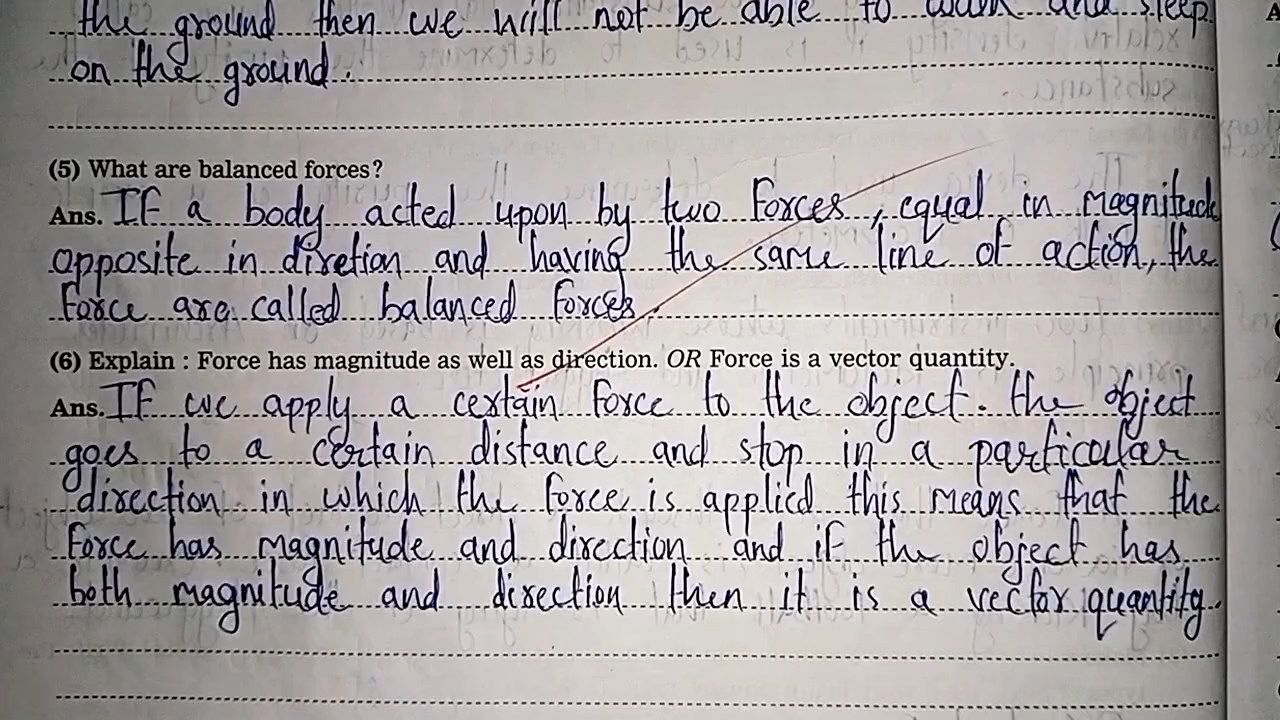 the ground then we will not be able to walk and sleep
on the ground.
(5) What are balanced forces?
Ans. If a body acted upon by two Forces, equal in magnitude
opposite in diretion and having the same line of action, the
Force are called balanced Forces.
(6) Explain : Force has magnitude as well as direction. OR Force is a vector quantity.
Ans. If we apply a certain Force to the object. the object
goes to a certain distance and stop in a particular
direction in which the Force is applied this means that the
Force has magnitude and direction and if the object has
both magnitude and direction then it is a vector quantity.